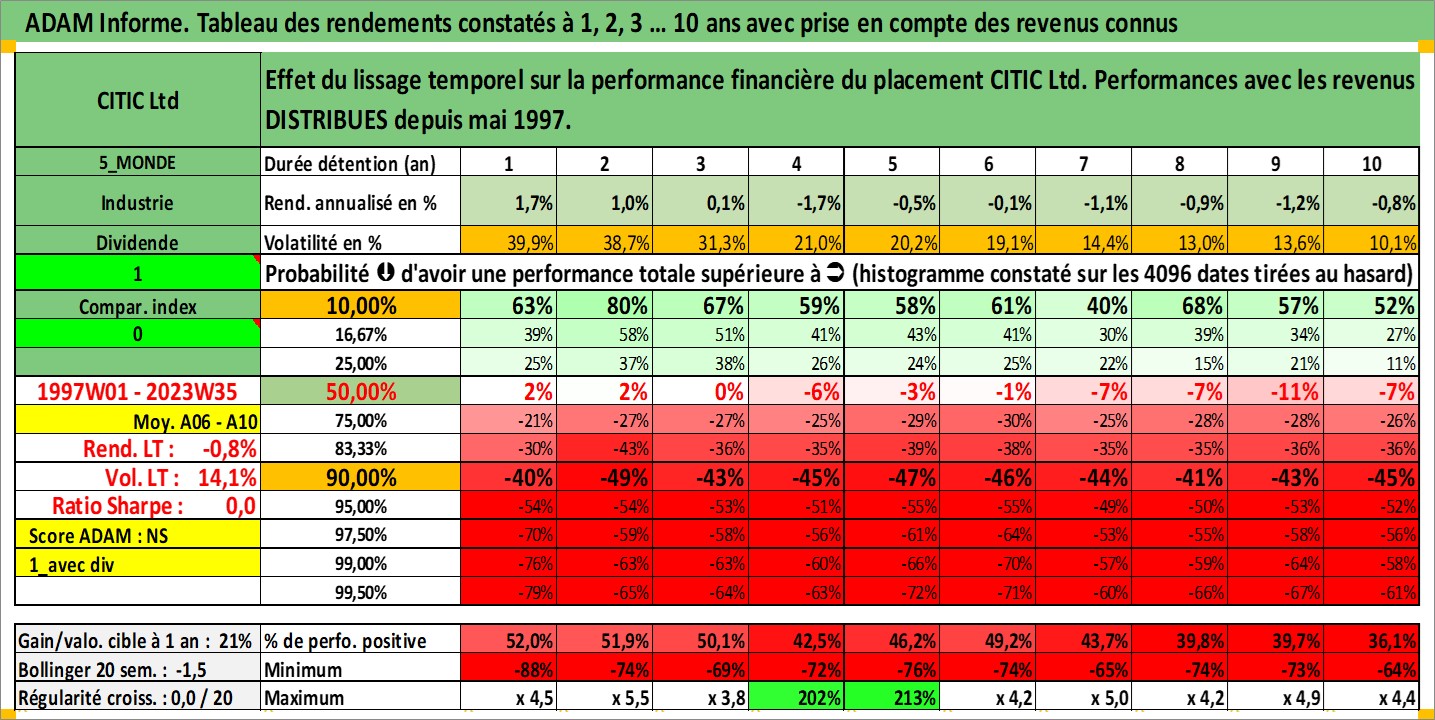 ADAM Informe. Tableau des rendements constatés à 1, 2, 3 ... 10 ans avec prise en compte des revenus connus
CITIC Ltd
Effet du lissage temporel sur la performance financière du placement CITIC Ltd. Performances avec les revenus
DISTRIBUES depuis mai 1997.
5_MONDE Durée détention (an) 1 2 3 4 5 6 7 8 9 10
Industrie Rend. annualisé en % 1,7% 1,0% 0,1% -1,7% -0,5% -0,1% -1,1% -0,9% -1,2% -0,8%
Dividende Volatilité en % 39,9% 38,7% 31,3% 21,0% 20,2% 19,1% 14,4% 13,0% 13,6% 10,1%
1 Probabilité d'avoir une performance totale supérieure à (histogramme constaté sur les 4096 dates tirées au hasard)
Compar. index 10,00% 63% 80% 67% 59% 58% 61% 40% 68% 57% 52%
0 16,67% 39% 58% 51% 41% 43% 41% 30% 39% 34% 27%
25,00% 25% 37% 38% 26% 24% 25% 22% 15% 21% 11%
1997W01 - 2023W35 50,00% 2% 2% 0% -6% -3% -1% -7% -7% -11% -7%
Moy. A06 - A10 75,00% -21% -27% -27% -25% -29% -30% -25% -28% -28% -26%
Rend. LT : -0,8% 83,33% -30% -43% -36% -35% -39% -38% -35% -35% -36% -36%
Vol. LT : 14,1% 90,00% -40% -49% -43% -45% -47% -46% -44% -41% -43% -45%
Ratio Sharpe : 0,0 95,00% -54% -54% -53% -51% -55% -55% -49% -50% -53% -52%
Score ADAM : NS 97,50% -70% -59% -58% -56% -61% -64% -53% -55% -58% -56%
1_avec div 99,00% -76% -63% -63% -60% -66% -70% -57% -59% -64% -58%
99,50% -79% -65% -64% -63% -72% -71% -60% -66% -67% -61%
Gain/valo. cible à 1 an : 21% % de perfo. positive 52,0% 51,9% 50,1% 42,5% 46,2% 49,2% 43,7% 39,8% 39,7% 36,1%
Bollinger 20 sem. : -1,5 Minimum -88% -74% -69% -72% -76% -74% -65% -74% -73% -64%
Régularité croiss. : 0,0 / 20 Maximum x 4,5 x 5,5 x 3,8 202% 213% x 4,2 x 5,0 x 4,2 x 4,9 x 4,4